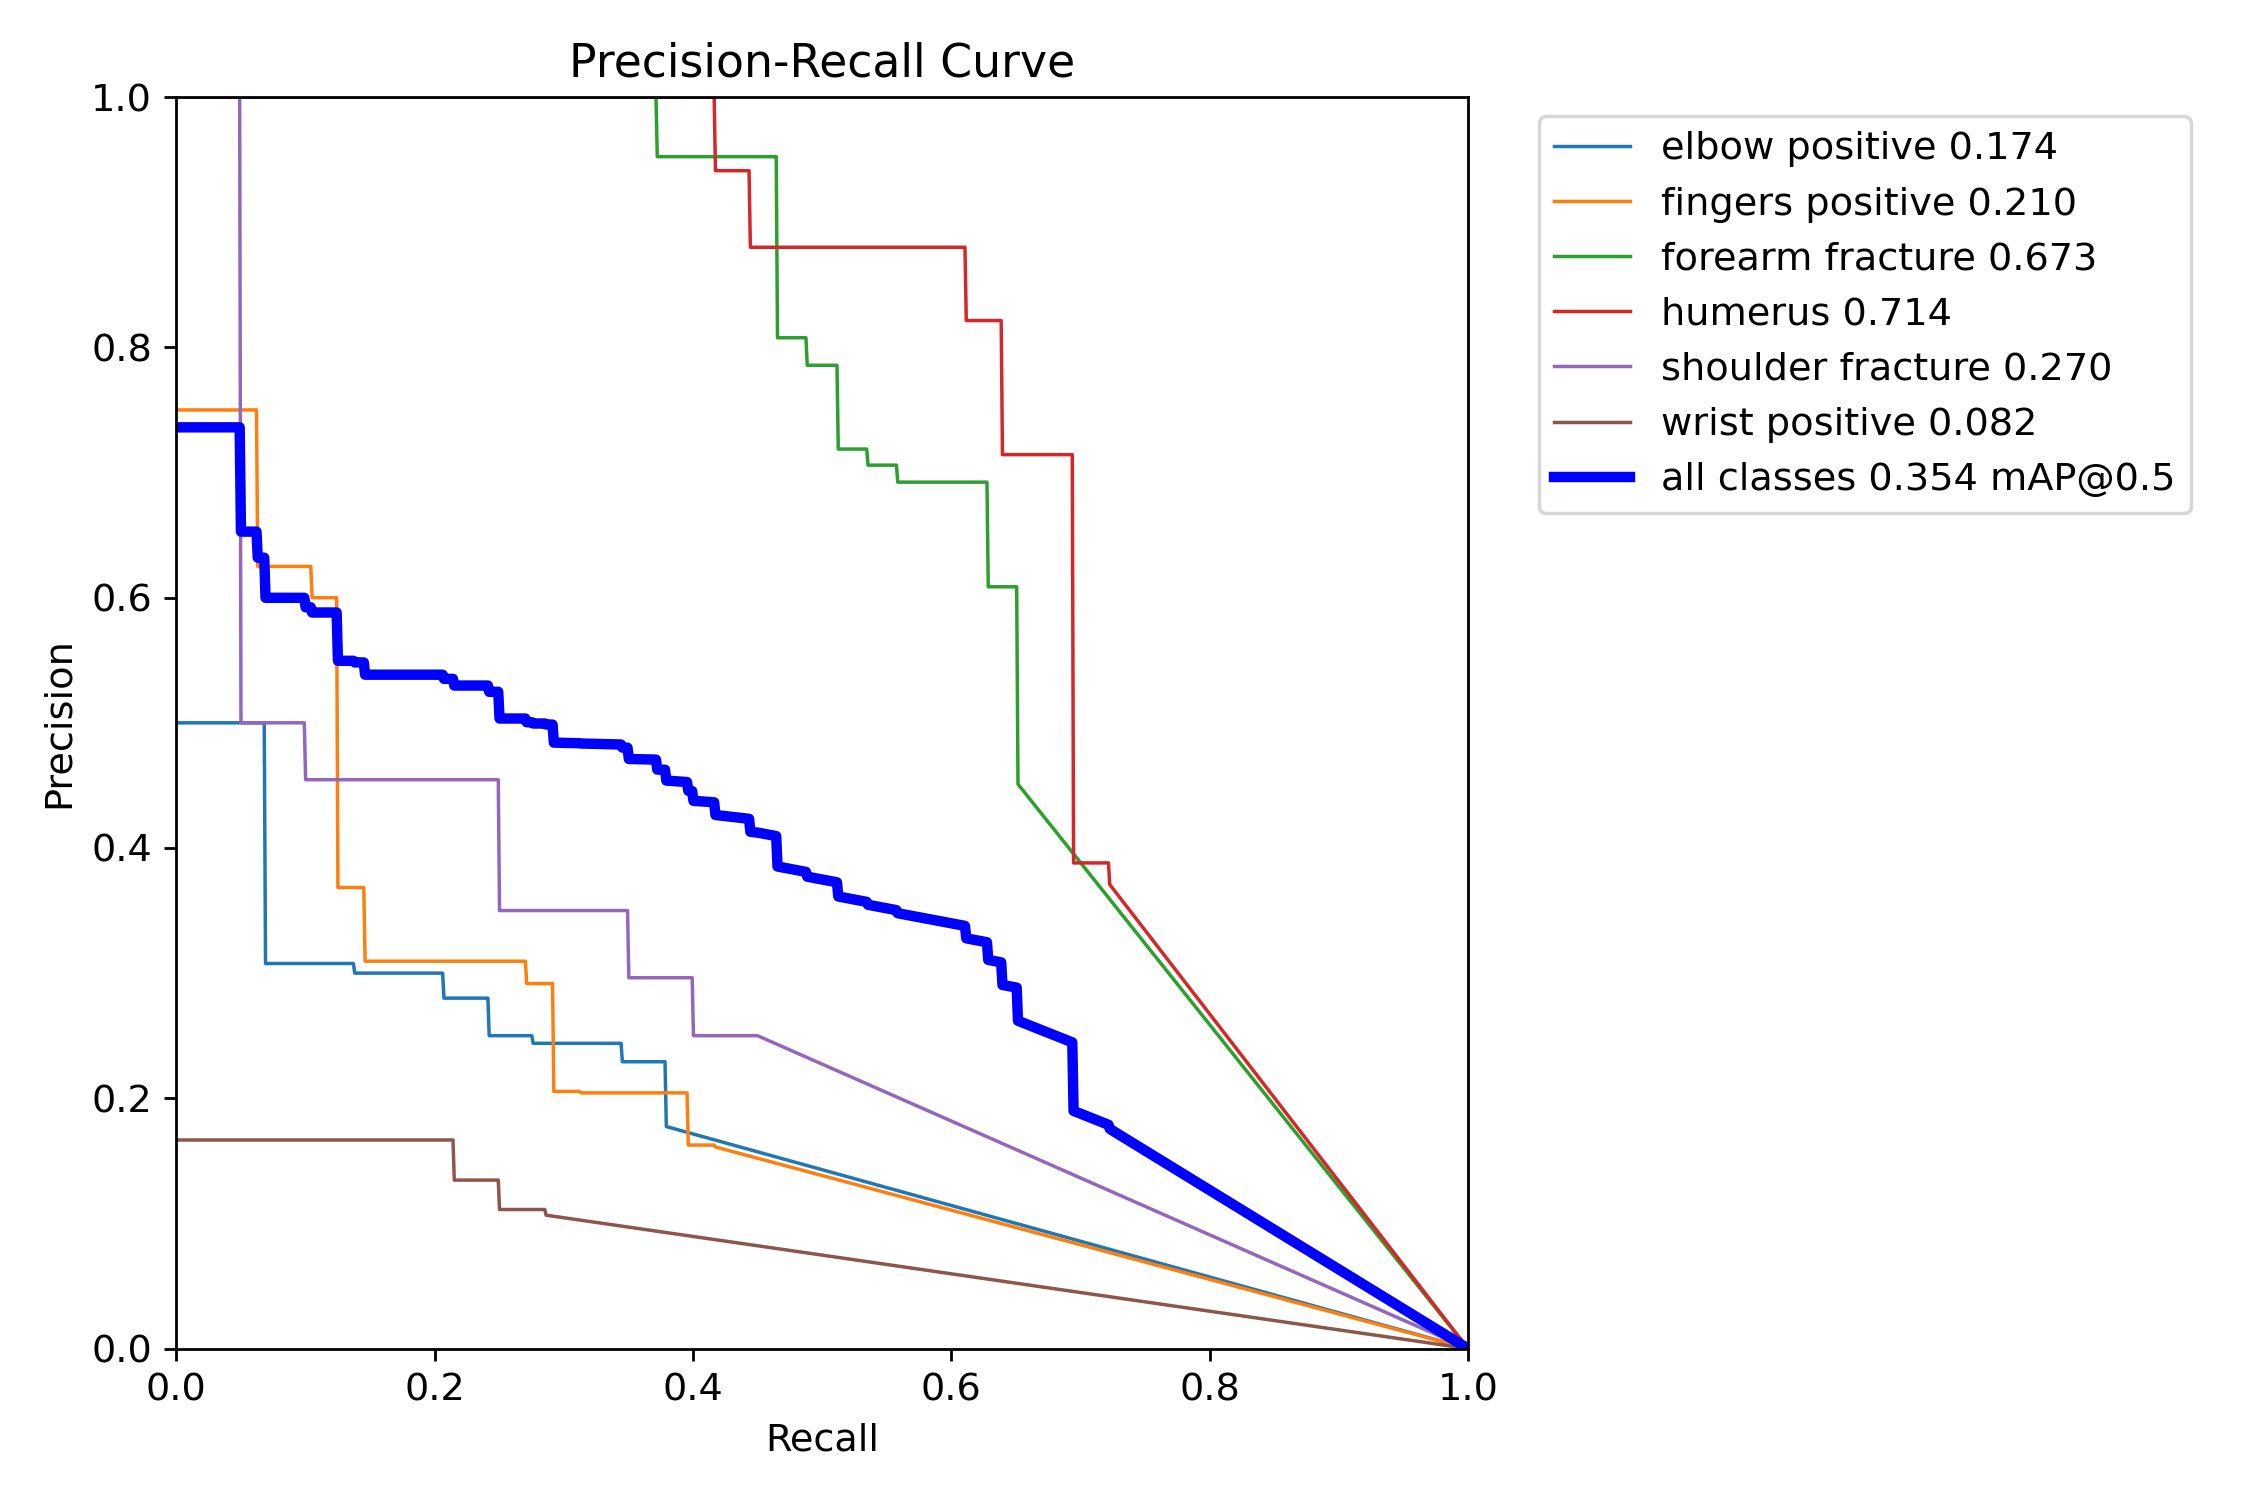 Precision-Recall Curve
1.0
0.8
0.6
0.4
0.2
0.0
Precision
0.0 0.2 0.4 0.6 0.8 1.0
Recall
elbow positive 0.174
fingers positive 0.210
forearm fracture 0.673
humerus 0.714
shoulder fracture 0.270
wrist positive 0.082
all classes 0.354 mAP@0.5